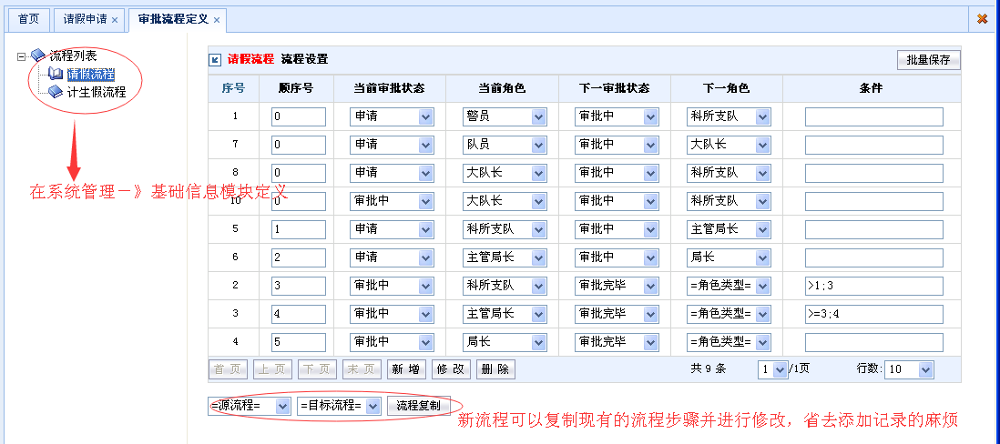 首页 请假申请 × 审批流程定义 ×
流程列表
请假流程
计生假流程
在系统管理－》基础信息模块定义
请假流程 流程设置 批量保存
序号 顺序号 当前审批状态 当前角色 下一审批状态 下一角色 条件
1 0 申请 警员 审批中 科所支队
7 0 申请 队员 审批中 大队长
8 0 申请 大队长 审批中 科所支队
10 0 审批中 大队长 审批中 科所支队
5 1 申请 科所支队 审批中 主管局长
6 2 申请 主管局长 审批中 局长
2 3 审批中 科所支队 审批完毕 =角色类型= >1;3
3 4 审批中 主管局长 审批完毕 =角色类型= >=3;4
4 5 审批中 局长 审批完毕 =角色类型=
首 页 上 页 下 页 末 页 新 增 修 改 删 除 共 9 条 1 /1页 行数: 10
=源流程= =目标流程= 流程复制
新流程可以复制现有的流程步骤并进行修改，省去添加记录的麻烦